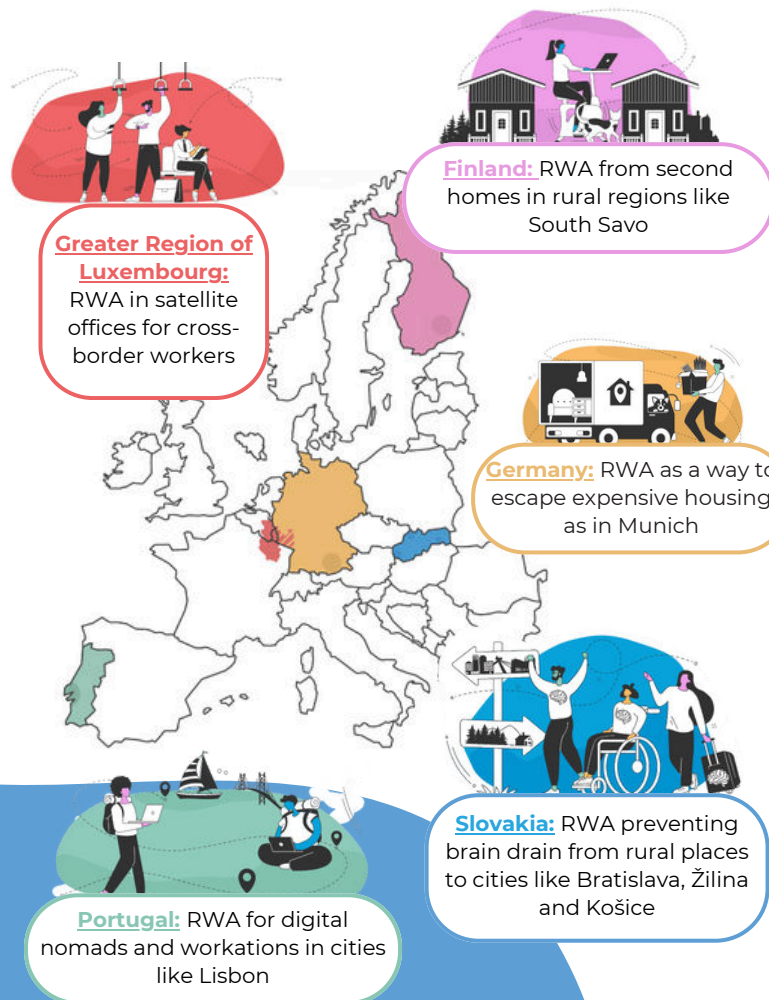 Finland: RWA from second
homes in rural regions like
South Savo
Greater Region of
Luxembourg:
RWA in satellite
offices for cross-
border workers
Germany: RWA as a way to
escape expensive housing
as in Munich
Slovakia: RWA preventing
brain drain from rural places
to cities like Bratislava, Žilina
and Košice
Portugal: RWA for digital
nomads and workations in cities
like Lisbon